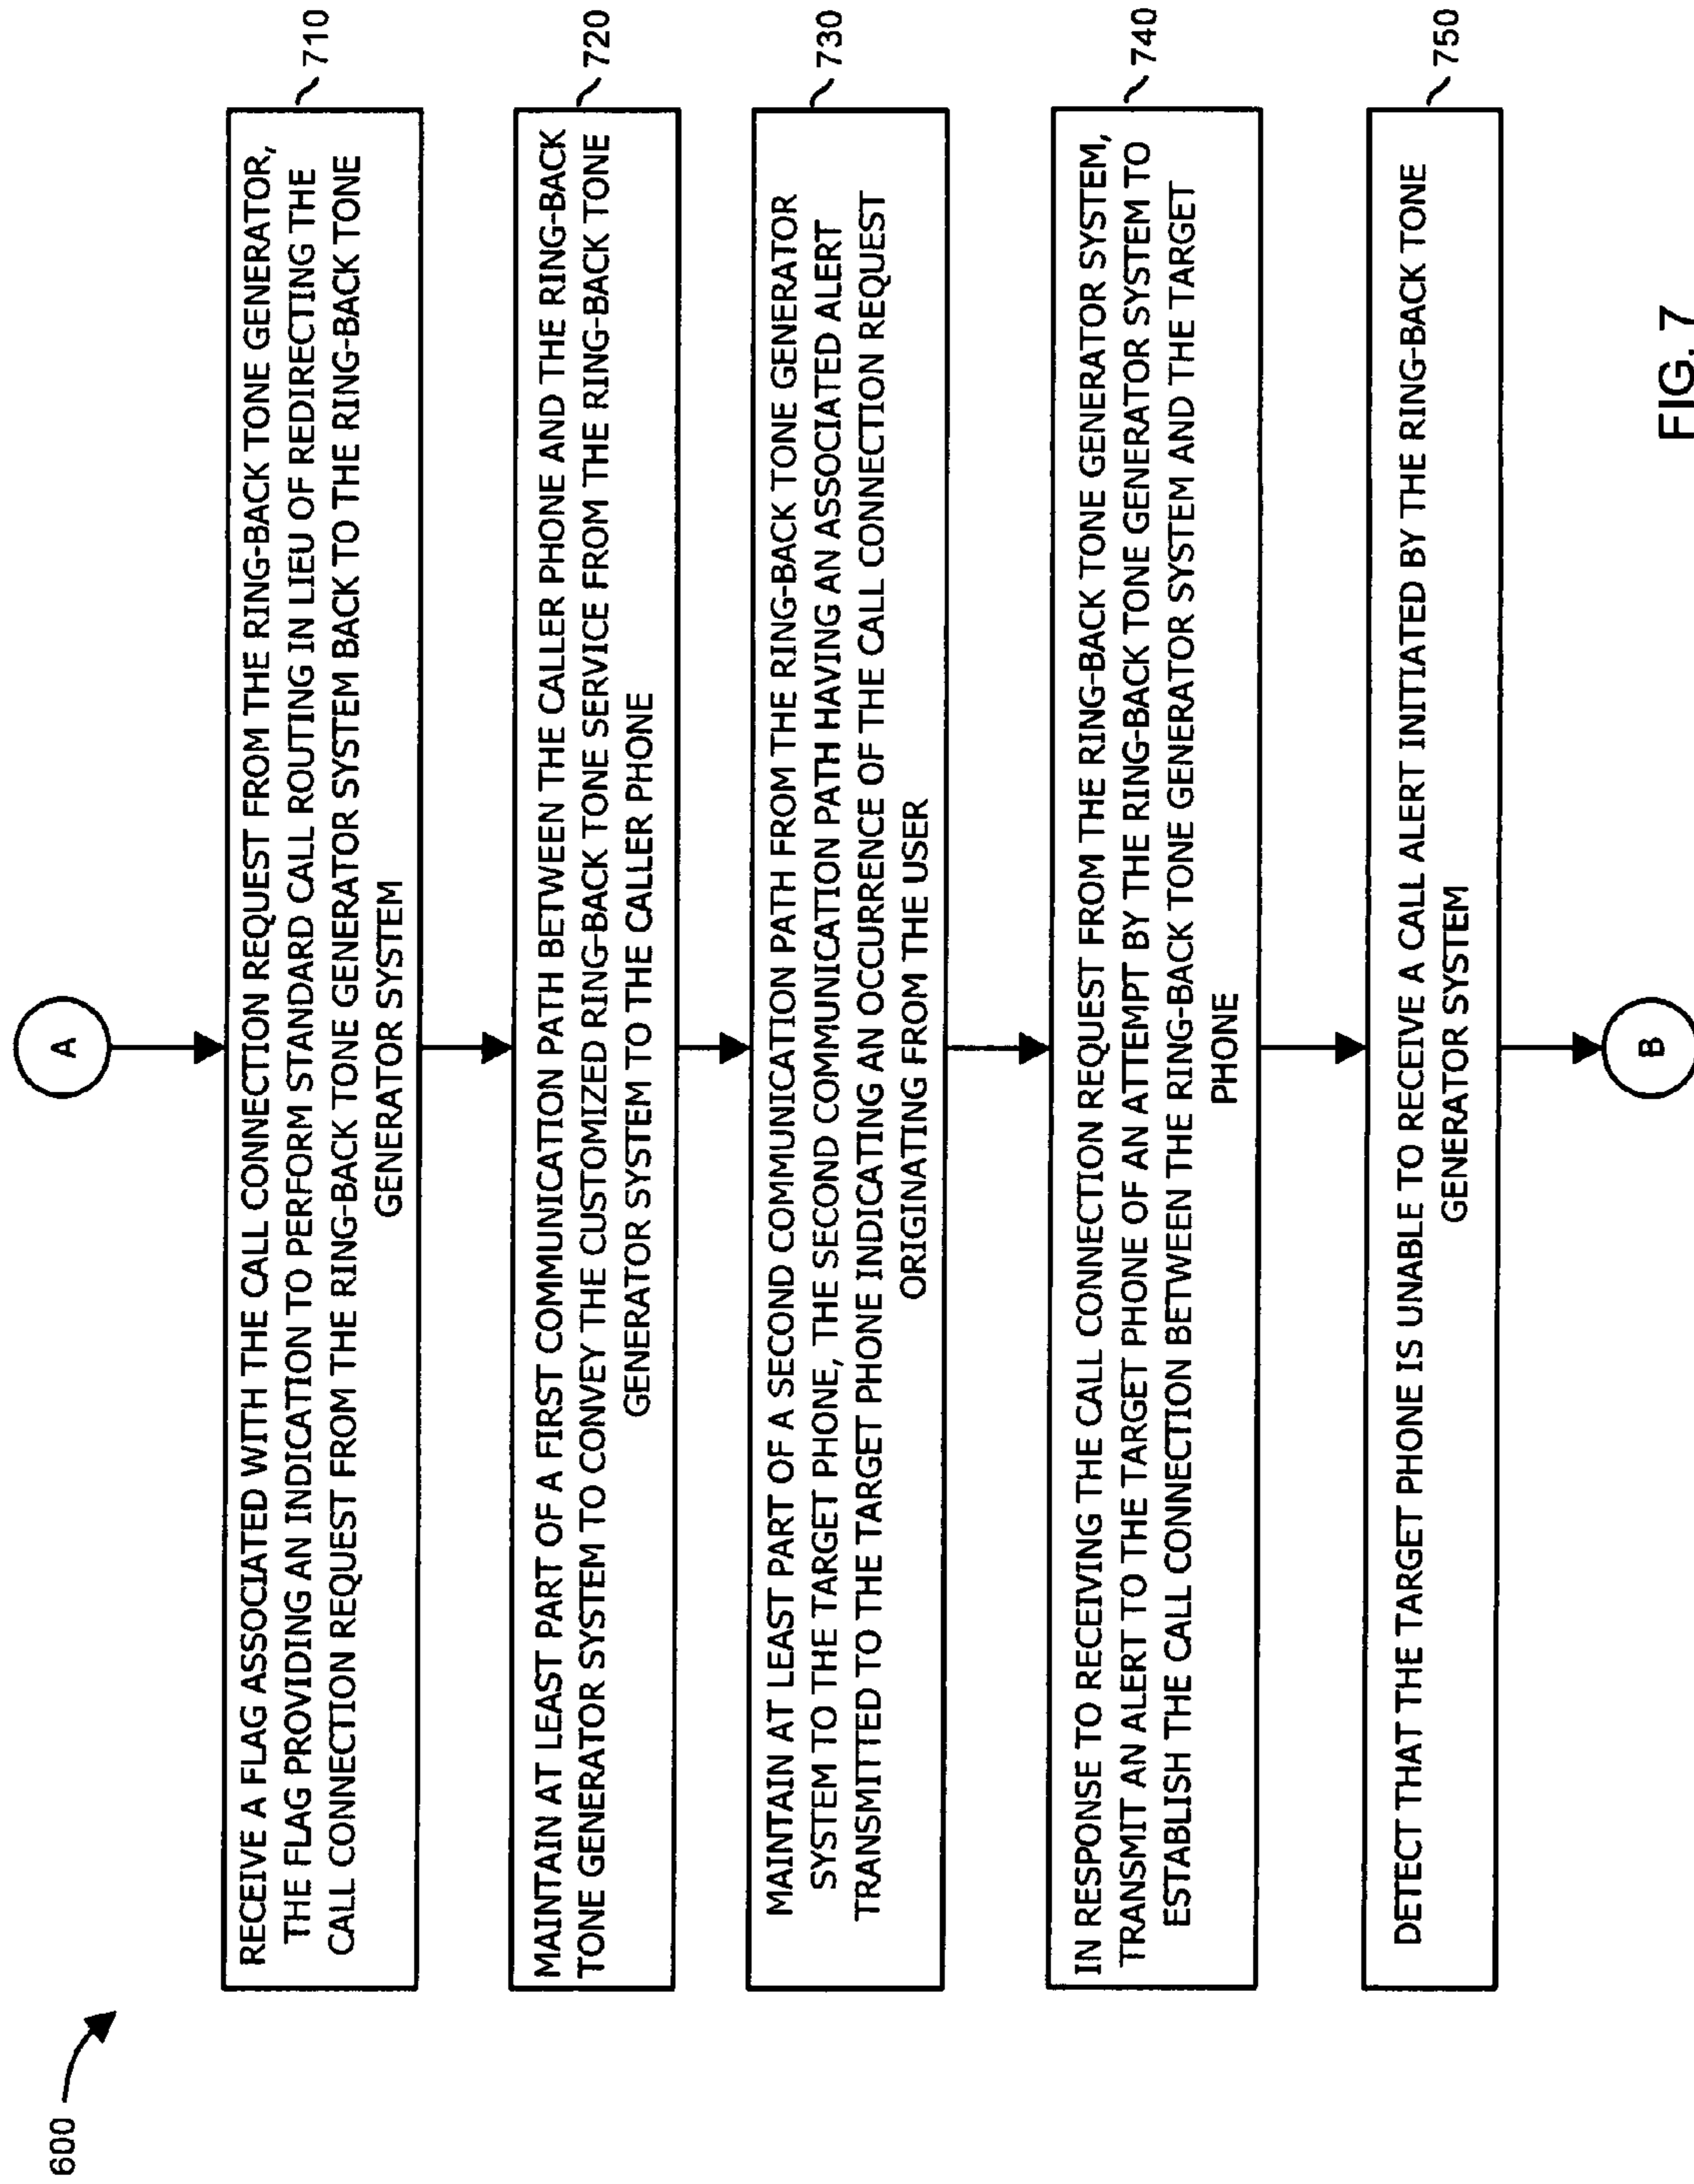 600
A
RECEIVE A FLAG ASSOCIATED WITH THE CALL CONNECTION REQUEST FROM THE RING-BACK TONE GENERATOR,
THE FLAG PROVIDING AN INDICATION TO PERFORM STANDARD CALL ROUTING IN LIEU OF REDIRECTING THE
CALL CONNECTION REQUEST FROM THE RING-BACK TONE GENERATOR SYSTEM BACK TO THE RING-BACK TONE
GENERATOR SYSTEM
710
MAINTAIN AT LEAST PART OF A FIRST COMMUNICATION PATH BETWEEN THE CALLER PHONE AND THE RING-BACK
TONE GENERATOR SYSTEM TO CONVEY THE CUSTOMIZED RING-BACK TONE SERVICE FROM THE RING-BACK TONE
GENERATOR SYSTEM TO THE CALLER PHONE
720
MAINTAIN AT LEAST PART OF A SECOND COMMUNICATION PATH FROM THE RING-BACK TONE GENERATOR
SYSTEM TO THE TARGET PHONE, THE SECOND COMMUNICATION PATH HAVING AN ASSOCIATED ALERT
TRANSMITTED TO THE TARGET PHONE INDICATING AN OCCURRENCE OF THE CALL CONNECTION REQUEST
ORIGINATING FROM THE USER
730
IN RESPONSE TO RECEIVING THE CALL CONNECTION REQUEST FROM THE RING-BACK TONE GENERATOR SYSTEM,
TRANSMIT AN ALERT TO THE TARGET PHONE OF AN ATTEMPT BY THE RING-BACK TONE GENERATOR SYSTEM TO
ESTABLISH THE CALL CONNECTION BETWEEN THE RING-BACK TONE GENERATOR SYSTEM AND THE TARGET
PHONE
740
DETECT THAT THE TARGET PHONE IS UNABLE TO RECEIVE A CALL ALERT INITIATED BY THE RING-BACK TONE
GENERATOR SYSTEM
750
B
FIG. 7